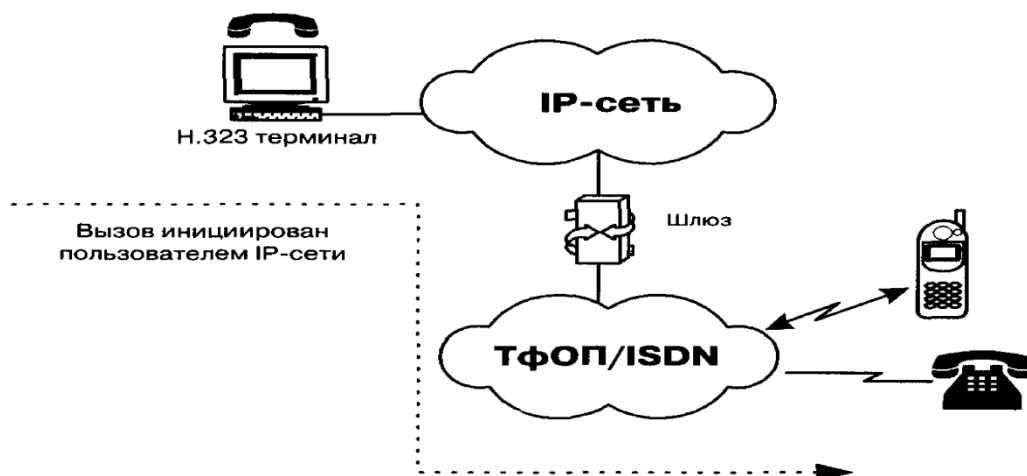 IP-сеть
Н.323 терминал
Шлюз
Вызов инициирован
пользователем IP-сети
ТфОП/ISDN